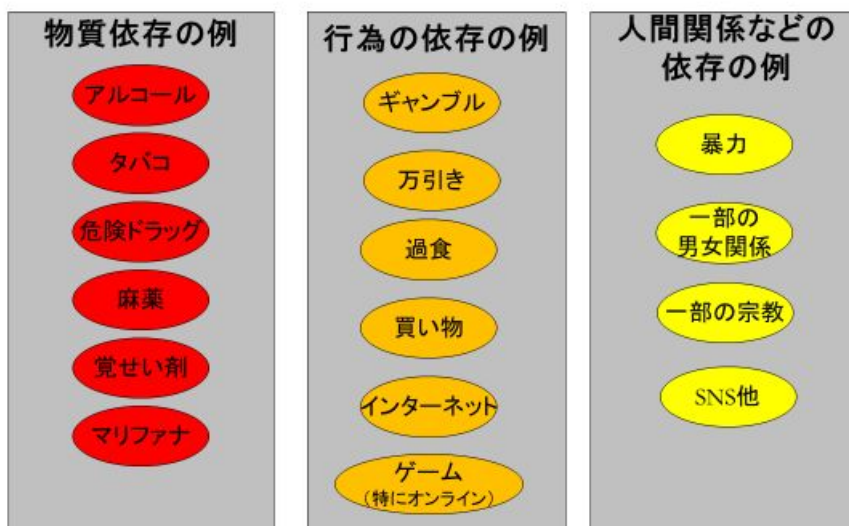 物質依存の例
アルコール
タバコ
危険ドラッグ
麻薬
覚せい剤
マリファナ
行為の依存の例
ギャンブル
万引き
過食
買い物
インターネット
ゲーム
（特にオンライン）
人間関係などの
依存の例
暴力
一部の
男女関係
一部の宗教
SNS他